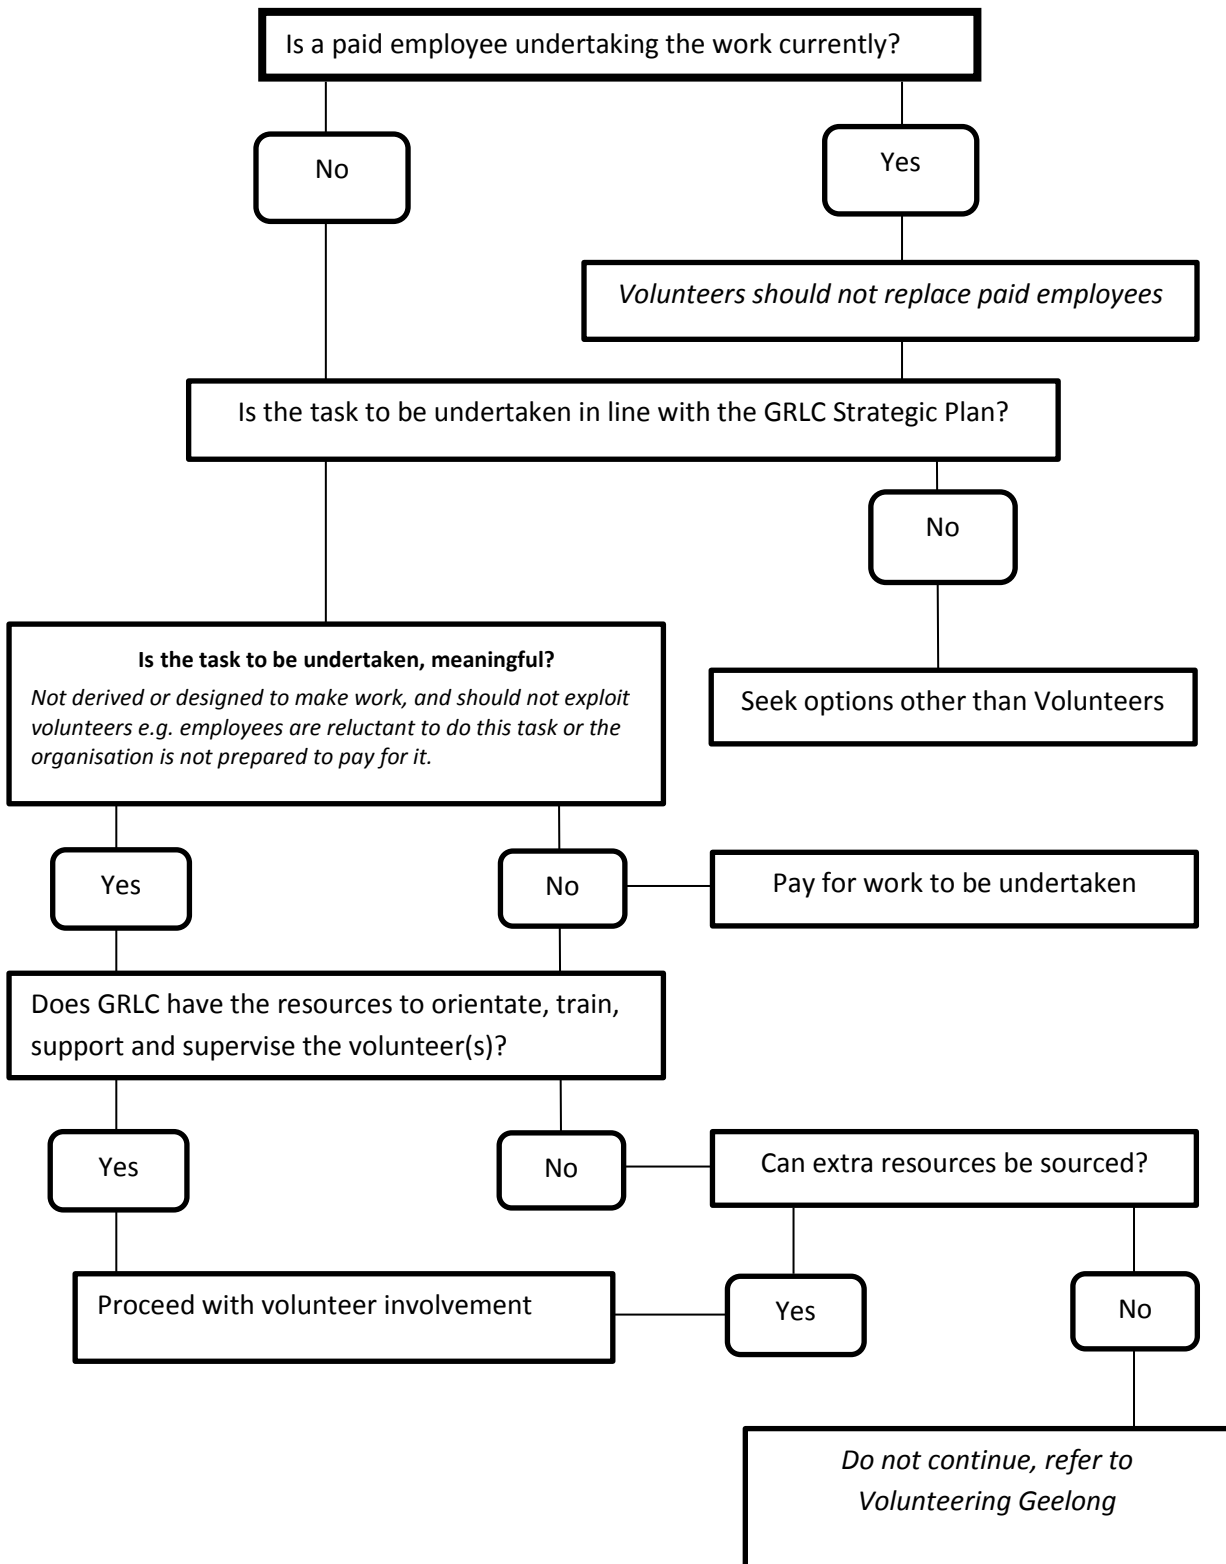 Is a paid employee undertaking the work currently?
No
Yes
Volunteers should not replace paid employees
Is the task to be undertaken in line with the GRLC Strategic Plan?
No
Is the task to be undertaken, meaningful?
Not derived or designed to make work, and should not exploit
volunteers e.g. employees are reluctant to do this task or the
organisation is not prepared to pay for it.
Seek options other than Volunteers
Yes
No
Pay for work to be undertaken
Does GRLC have the resources to orientate, train,
support and supervise the volunteer(s)?
Yes
No
Can extra resources be sourced?
Proceed with volunteer involvement
Yes
No
Do not continue, refer to
Volunteering Geelong